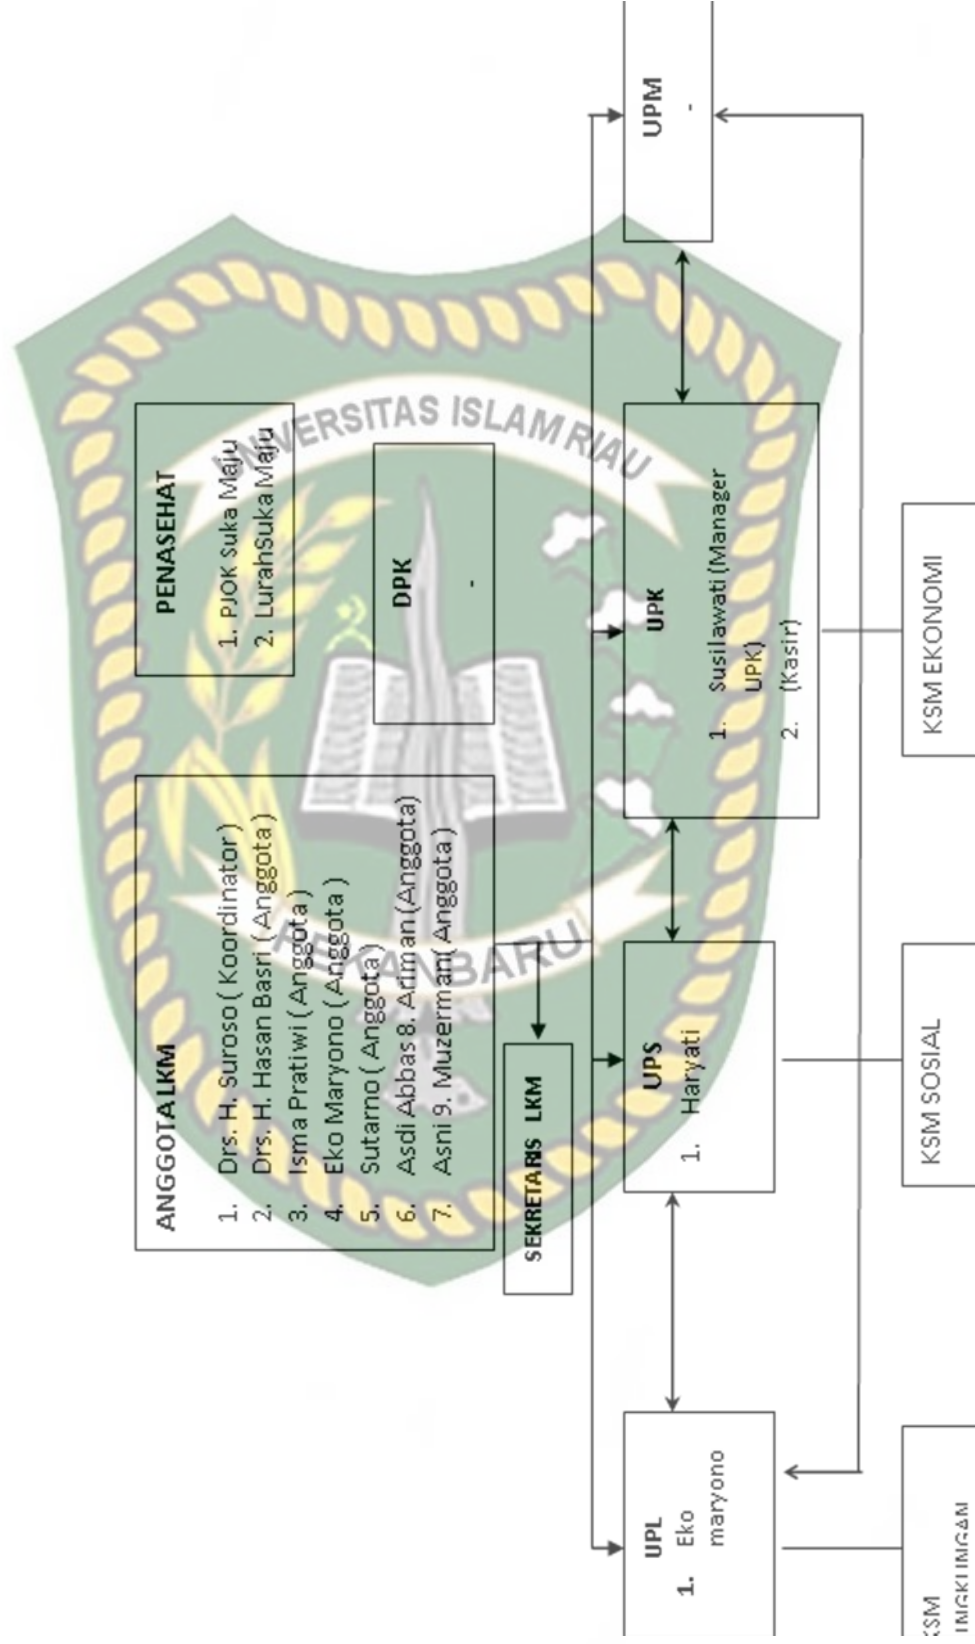 ANGGOTA LKM
1. Drs. H. Suroso ( Koordinator )
2. Drs. H. Hasan Basri ( Anggota )
3. Isma Pratiwi ( Anggota )
4. Eko Maryono ( Anggota )
5. Sutarno ( Anggota)
6. Asdi Abbas 8. Ariman (Anggota)
7. Asni 9. Muzerman( Anggota )
PENASEHAT
1. PJOK Suka Maju
2. LurahSuka Maju
DPK
-
SEKRETARIS LKM
UPL
1. Eko
maryono
UPS
1. Haryati
UPK
1. Susilawati (Manager
UPK)
2. (Kasir)
UPM
-
KSM
KSM SOSIAL
KSM EKONOMI
UNIVERSITAS ISLAM RIAU
PEKANBARU